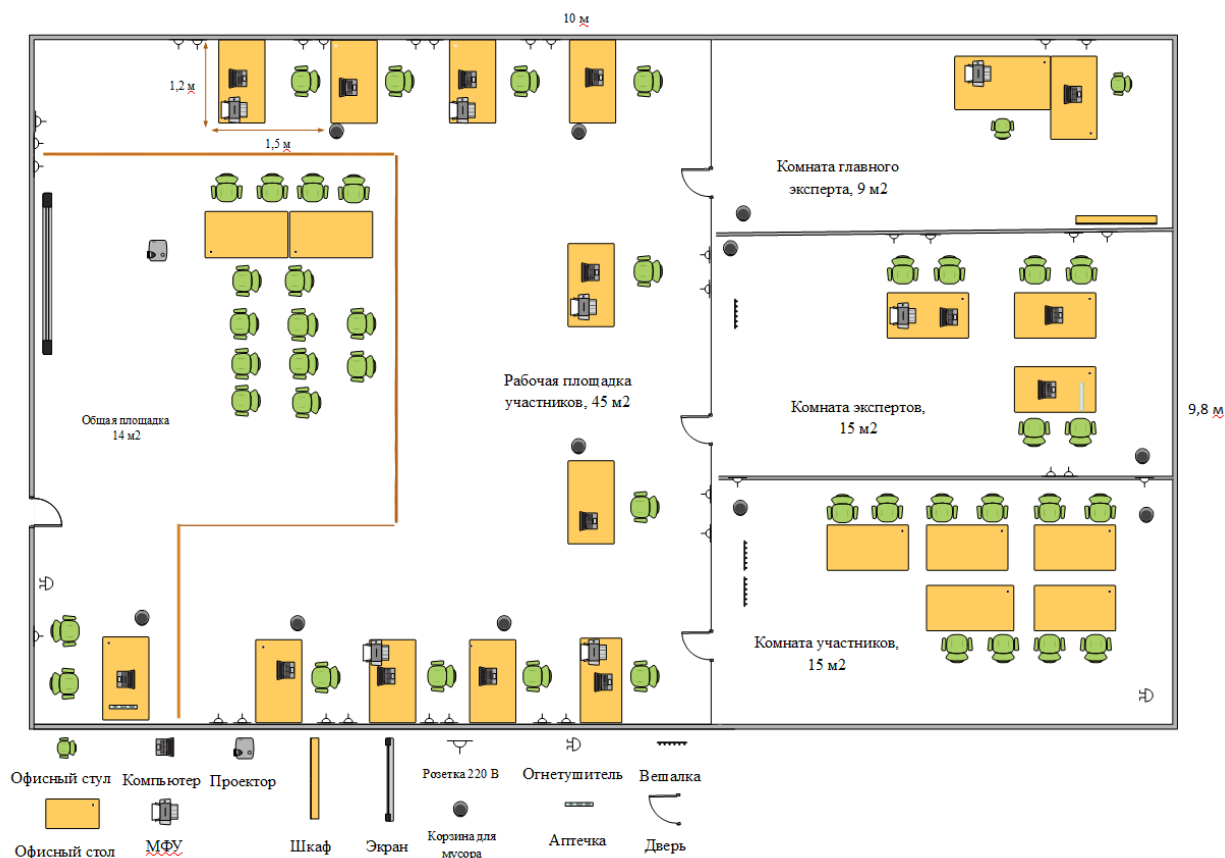 10 м
1,2 м
1,5 м
Комната главного
эксперта, 9 м2
Рабочая площадка
участников, 45 м2
Общая площадка
14 м2
Комната экспертов,
15 м2
9,8 м
Комната участников,
15 м2
Офисный стул
Компьютер
Проектор
Розетка 220 В
Огнетушитель
Вешалка
Офисный стол
МФУ
Шкаф
Экран
Корзина для
мусора
Аптечка
Дверь